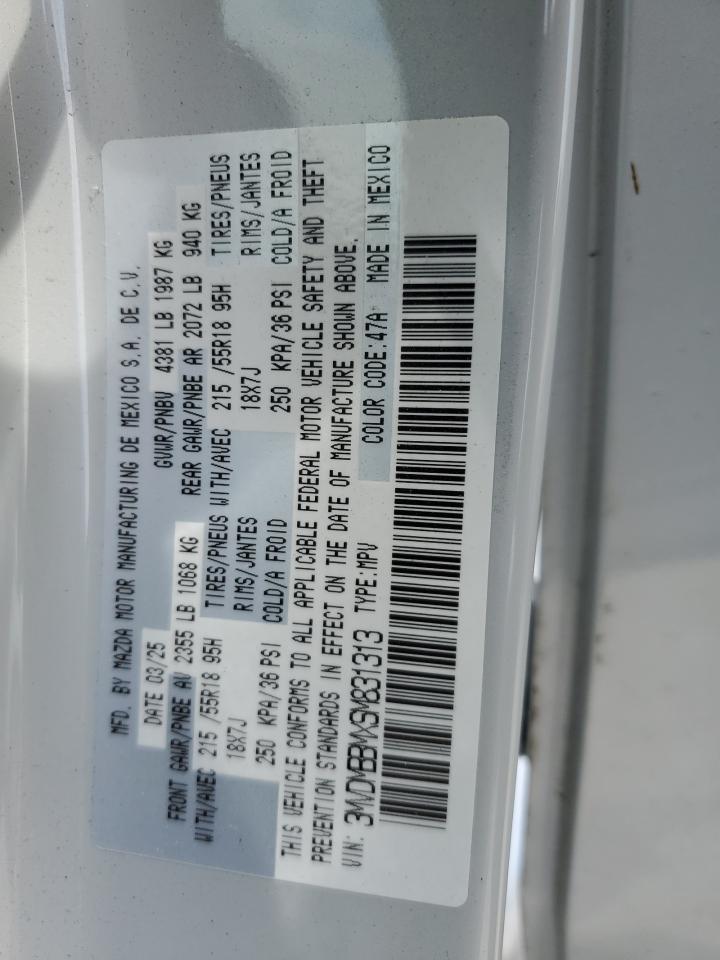 MFD. BY MAZDA MOTOR MANUFACTURING DE MEXICO S.A. DE C.V.
DATE 03/25 GVWR/PNBV 4381 LB 1987 KG
FRONT GAWR/PNBE AV 2355 LB 1068 KG REAR GAWR/PNBE AR 2072 LB 940 KG
WITH/AVEC 215 /55R18 95H TIRES/PNEUS WITH/AVEC 215 /55R18 95H TIRES/PNEUS
18X7J RIMS/JANTES 18X7J RIMS/JANTES
250 KPA/36 PSI COLD/A FROID 250 KPA/36 PSI COLD/A FROID
THIS VEHICLE CONFORMS TO ALL APPLICABLE FEDERAL MOTOR VEHICLE SAFETY AND THEFT
PREVENTION STANDARDS IN EFFECT ON THE DATE OF MANUFACTURE SHOWN ABOVE.
VIN: 3MVDMBBMXSM831313 TYPE:MPV COLOR CODE:47A MADE IN MEXICO